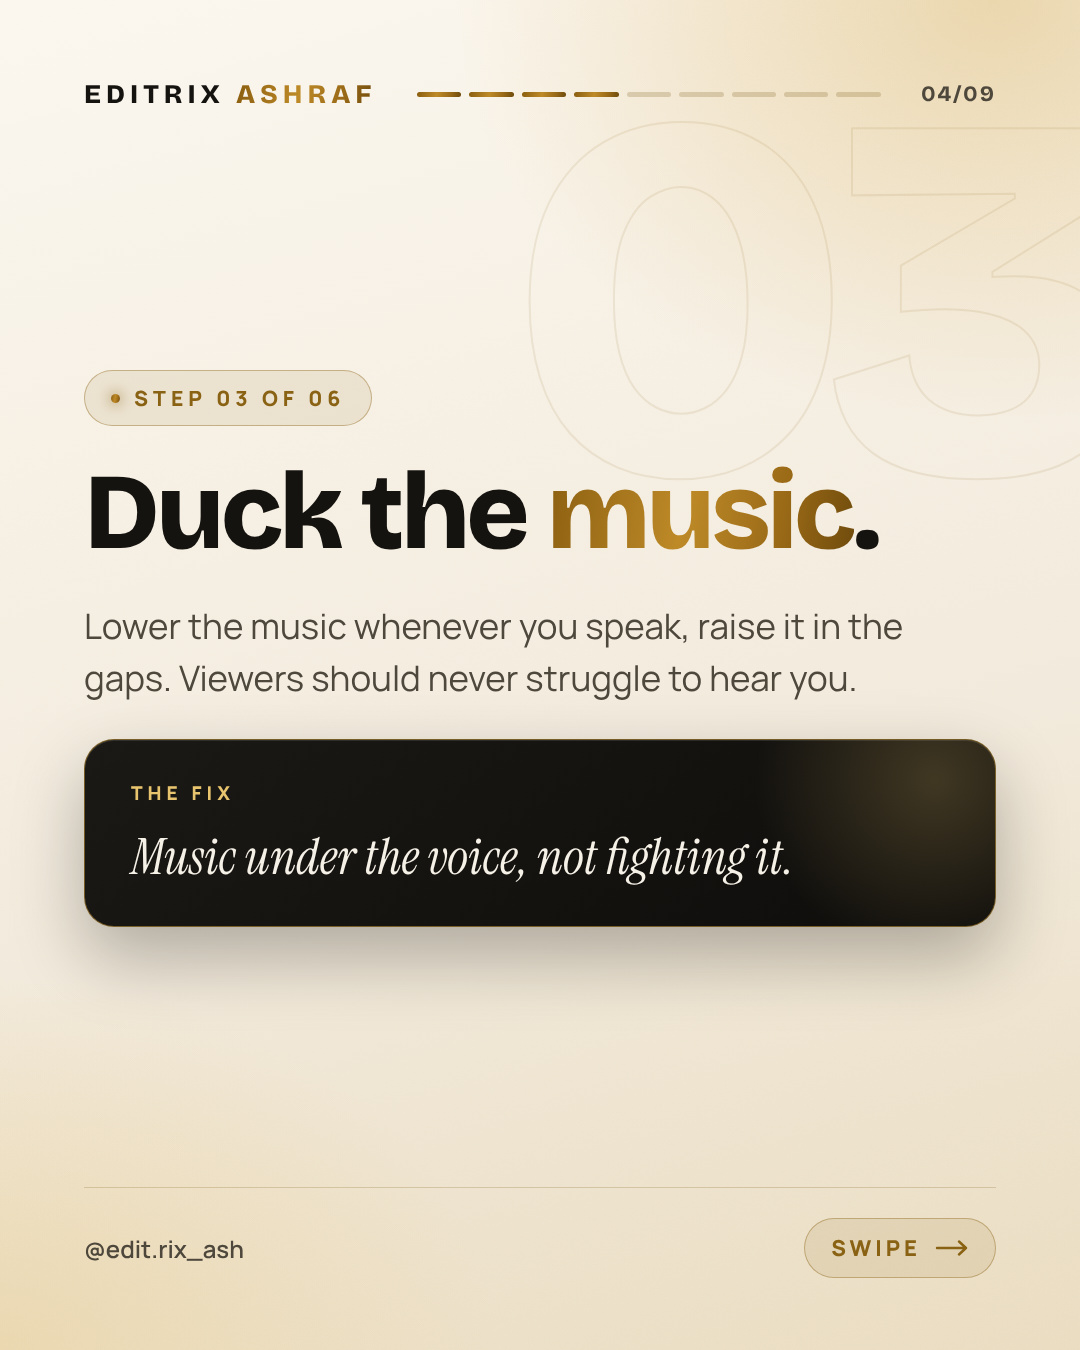 EDITRIX ASHRAF
04/09
03
STEP 03 OF 06
Duck the music.
Lower the music whenever you speak, raise it in the
gaps. Viewers should never struggle to hear you.
THE FIX
Music under the voice, not fighting it.
@edit.rix_ash
SWIPE →